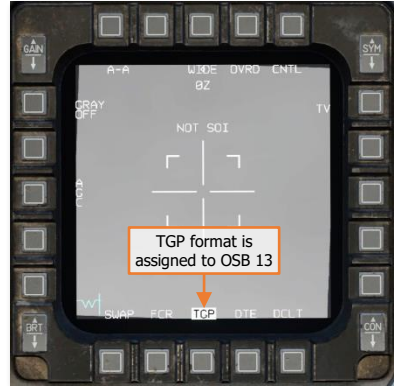 GAIN
SYM
A-A WIDE OVRD CNTL
0Z
GRAY
OFF
TV
NOT SOI
A
G
C
TGP format is
assigned to OSB 13
SWAP FCR TGP DTE DCLT
BRT
CON